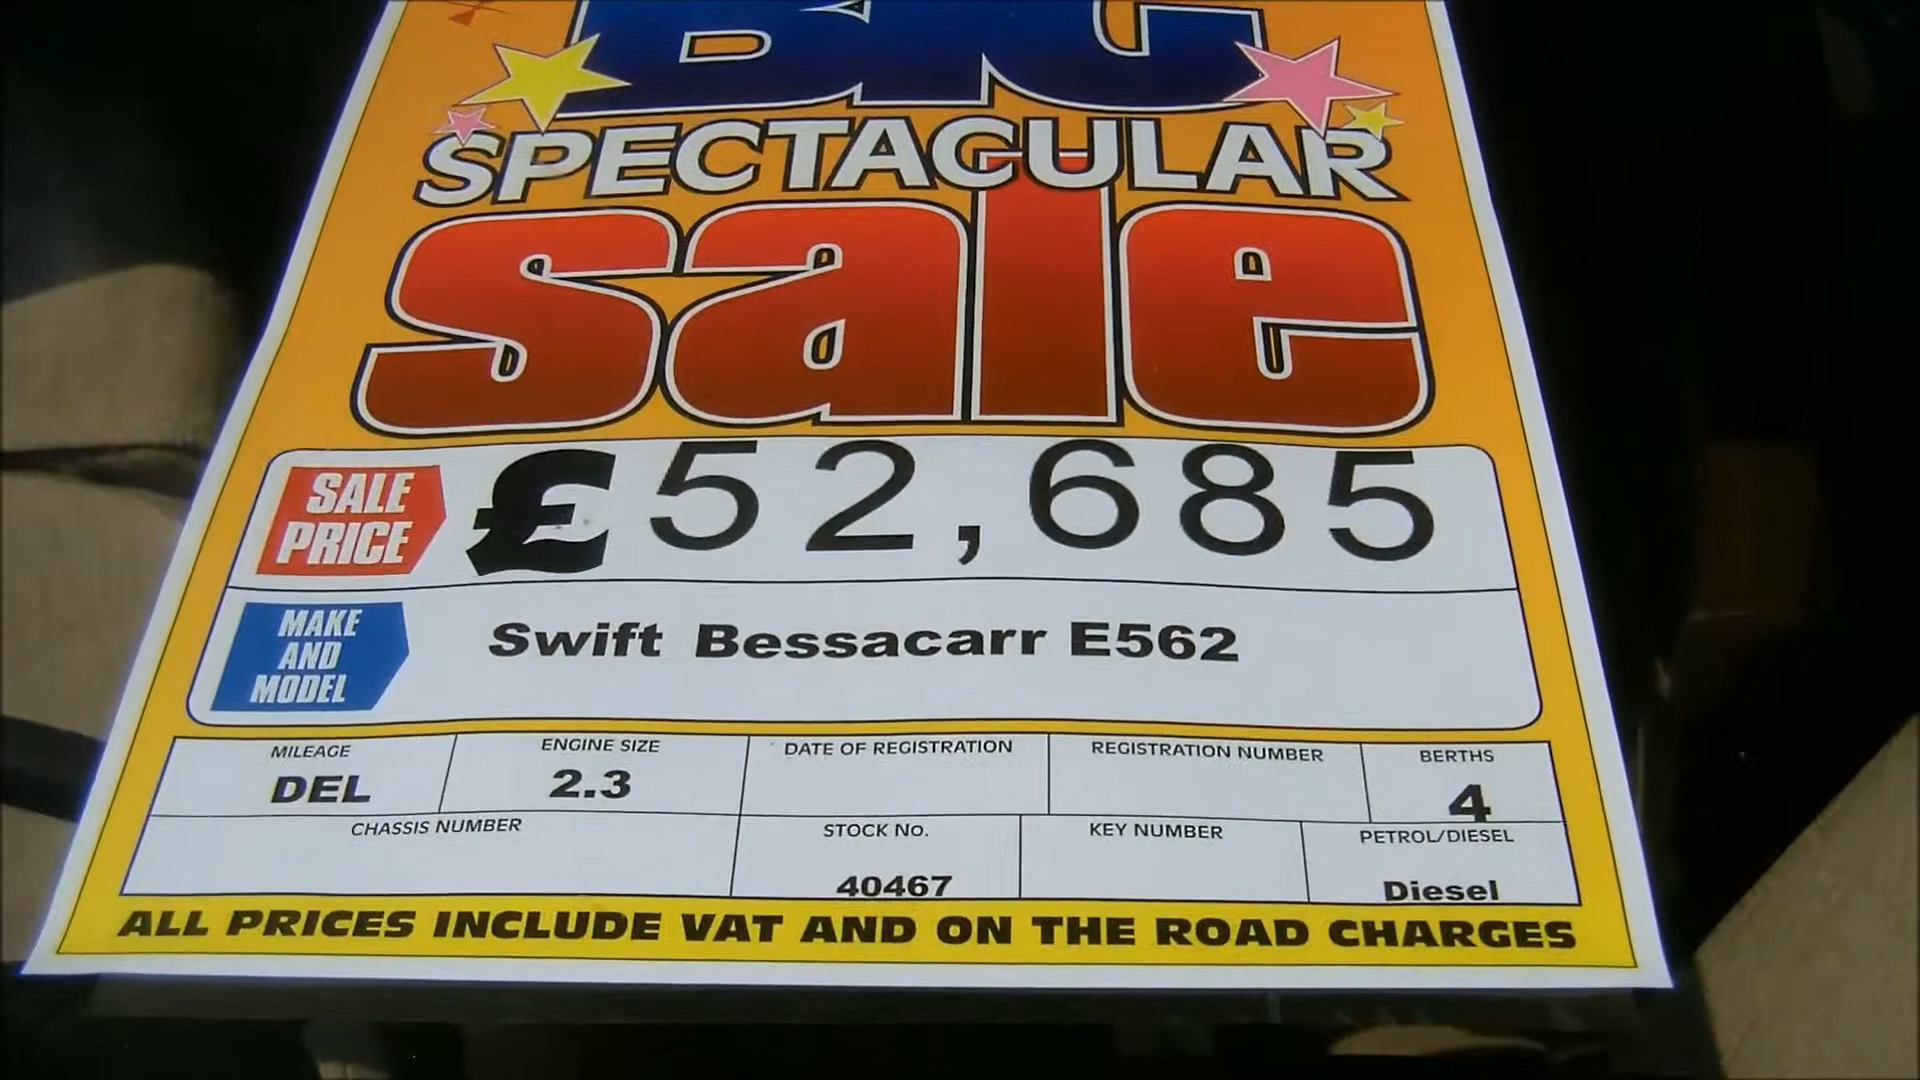 BIG
SPECTACULAR
sale
SALE PRICE £52,685
MAKE AND MODEL Swift Bessacarr E562
MILEAGE ENGINE SIZE DATE OF REGISTRATION REGISTRATION NUMBER BERTHS
DEL 2.3 4
CHASSIS NUMBER STOCK No. KEY NUMBER PETROL/DIESEL
40467 Diesel
ALL PRICES INCLUDE VAT AND ON THE ROAD CHARGES